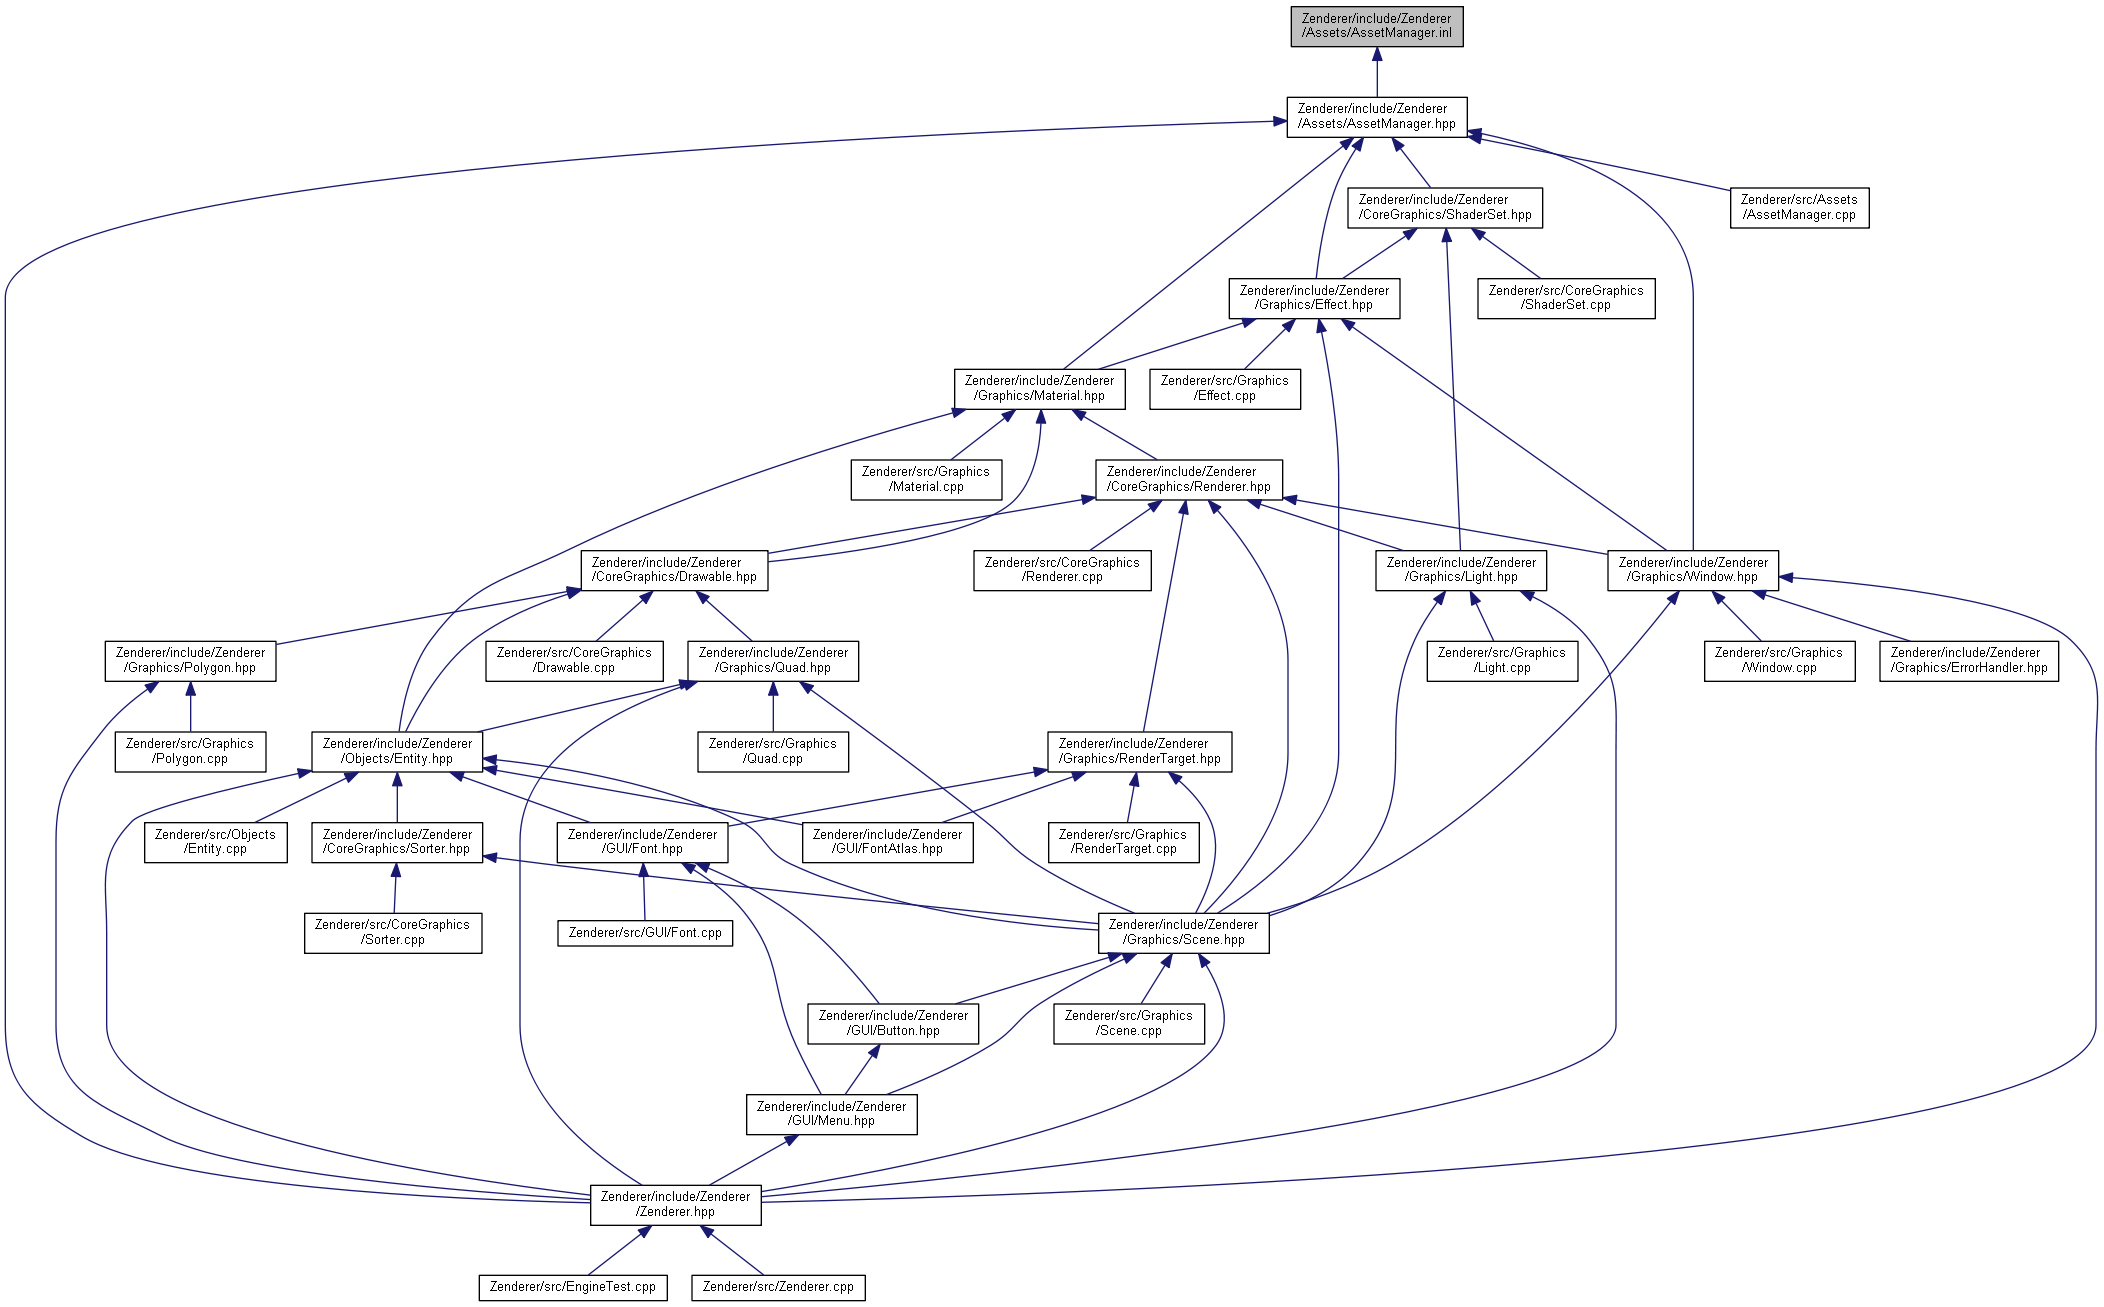 Zenderer/include/Zenderer
/Assets/AssetManager.inl
Zenderer/include/Zenderer
/Assets/AssetManager.hpp
Zenderer/include/Zenderer
/CoreGraphics/ShaderSet.hpp
Zenderer/src/Assets
/AssetManager.cpp
Zenderer/include/Zenderer
/Graphics/Effect.hpp
Zenderer/src/CoreGraphics
/ShaderSet.cpp
Zenderer/include/Zenderer
/Graphics/Material.hpp
Zenderer/src/Graphics
/Effect.cpp
Zenderer/src/Graphics
/Material.cpp
Zenderer/include/Zenderer
/CoreGraphics/Renderer.hpp
Zenderer/include/Zenderer
/CoreGraphics/Drawable.hpp
Zenderer/src/CoreGraphics
/Renderer.cpp
Zenderer/include/Zenderer
/Graphics/Light.hpp
Zenderer/include/Zenderer
/Graphics/Window.hpp
Zenderer/include/Zenderer
/Graphics/Polygon.hpp
Zenderer/src/CoreGraphics
/Drawable.cpp
Zenderer/include/Zenderer
/Graphics/Quad.hpp
Zenderer/src/Graphics
/Light.cpp
Zenderer/src/Graphics
/Window.cpp
Zenderer/include/Zenderer
/Graphics/ErrorHandler.hpp
Zenderer/src/Graphics
/Polygon.cpp
Zenderer/include/Zenderer
/Objects/Entity.hpp
Zenderer/src/Graphics
/Quad.cpp
Zenderer/include/Zenderer
/Graphics/RenderTarget.hpp
Zenderer/src/Objects
/Entity.cpp
Zenderer/include/Zenderer
/CoreGraphics/Sorter.hpp
Zenderer/include/Zenderer
/GUI/Font.hpp
Zenderer/include/Zenderer
/GUI/FontAtlas.hpp
Zenderer/src/Graphics
/RenderTarget.cpp
Zenderer/src/CoreGraphics
/Sorter.cpp
Zenderer/src/GUI/Font.cpp
Zenderer/include/Zenderer
/Graphics/Scene.hpp
Zenderer/include/Zenderer
/GUI/Button.hpp
Zenderer/src/Graphics
/Scene.cpp
Zenderer/include/Zenderer
/GUI/Menu.hpp
Zenderer/include/Zenderer
/Zenderer.hpp
Zenderer/src/EngineTest.cpp
Zenderer/src/Zenderer.cpp